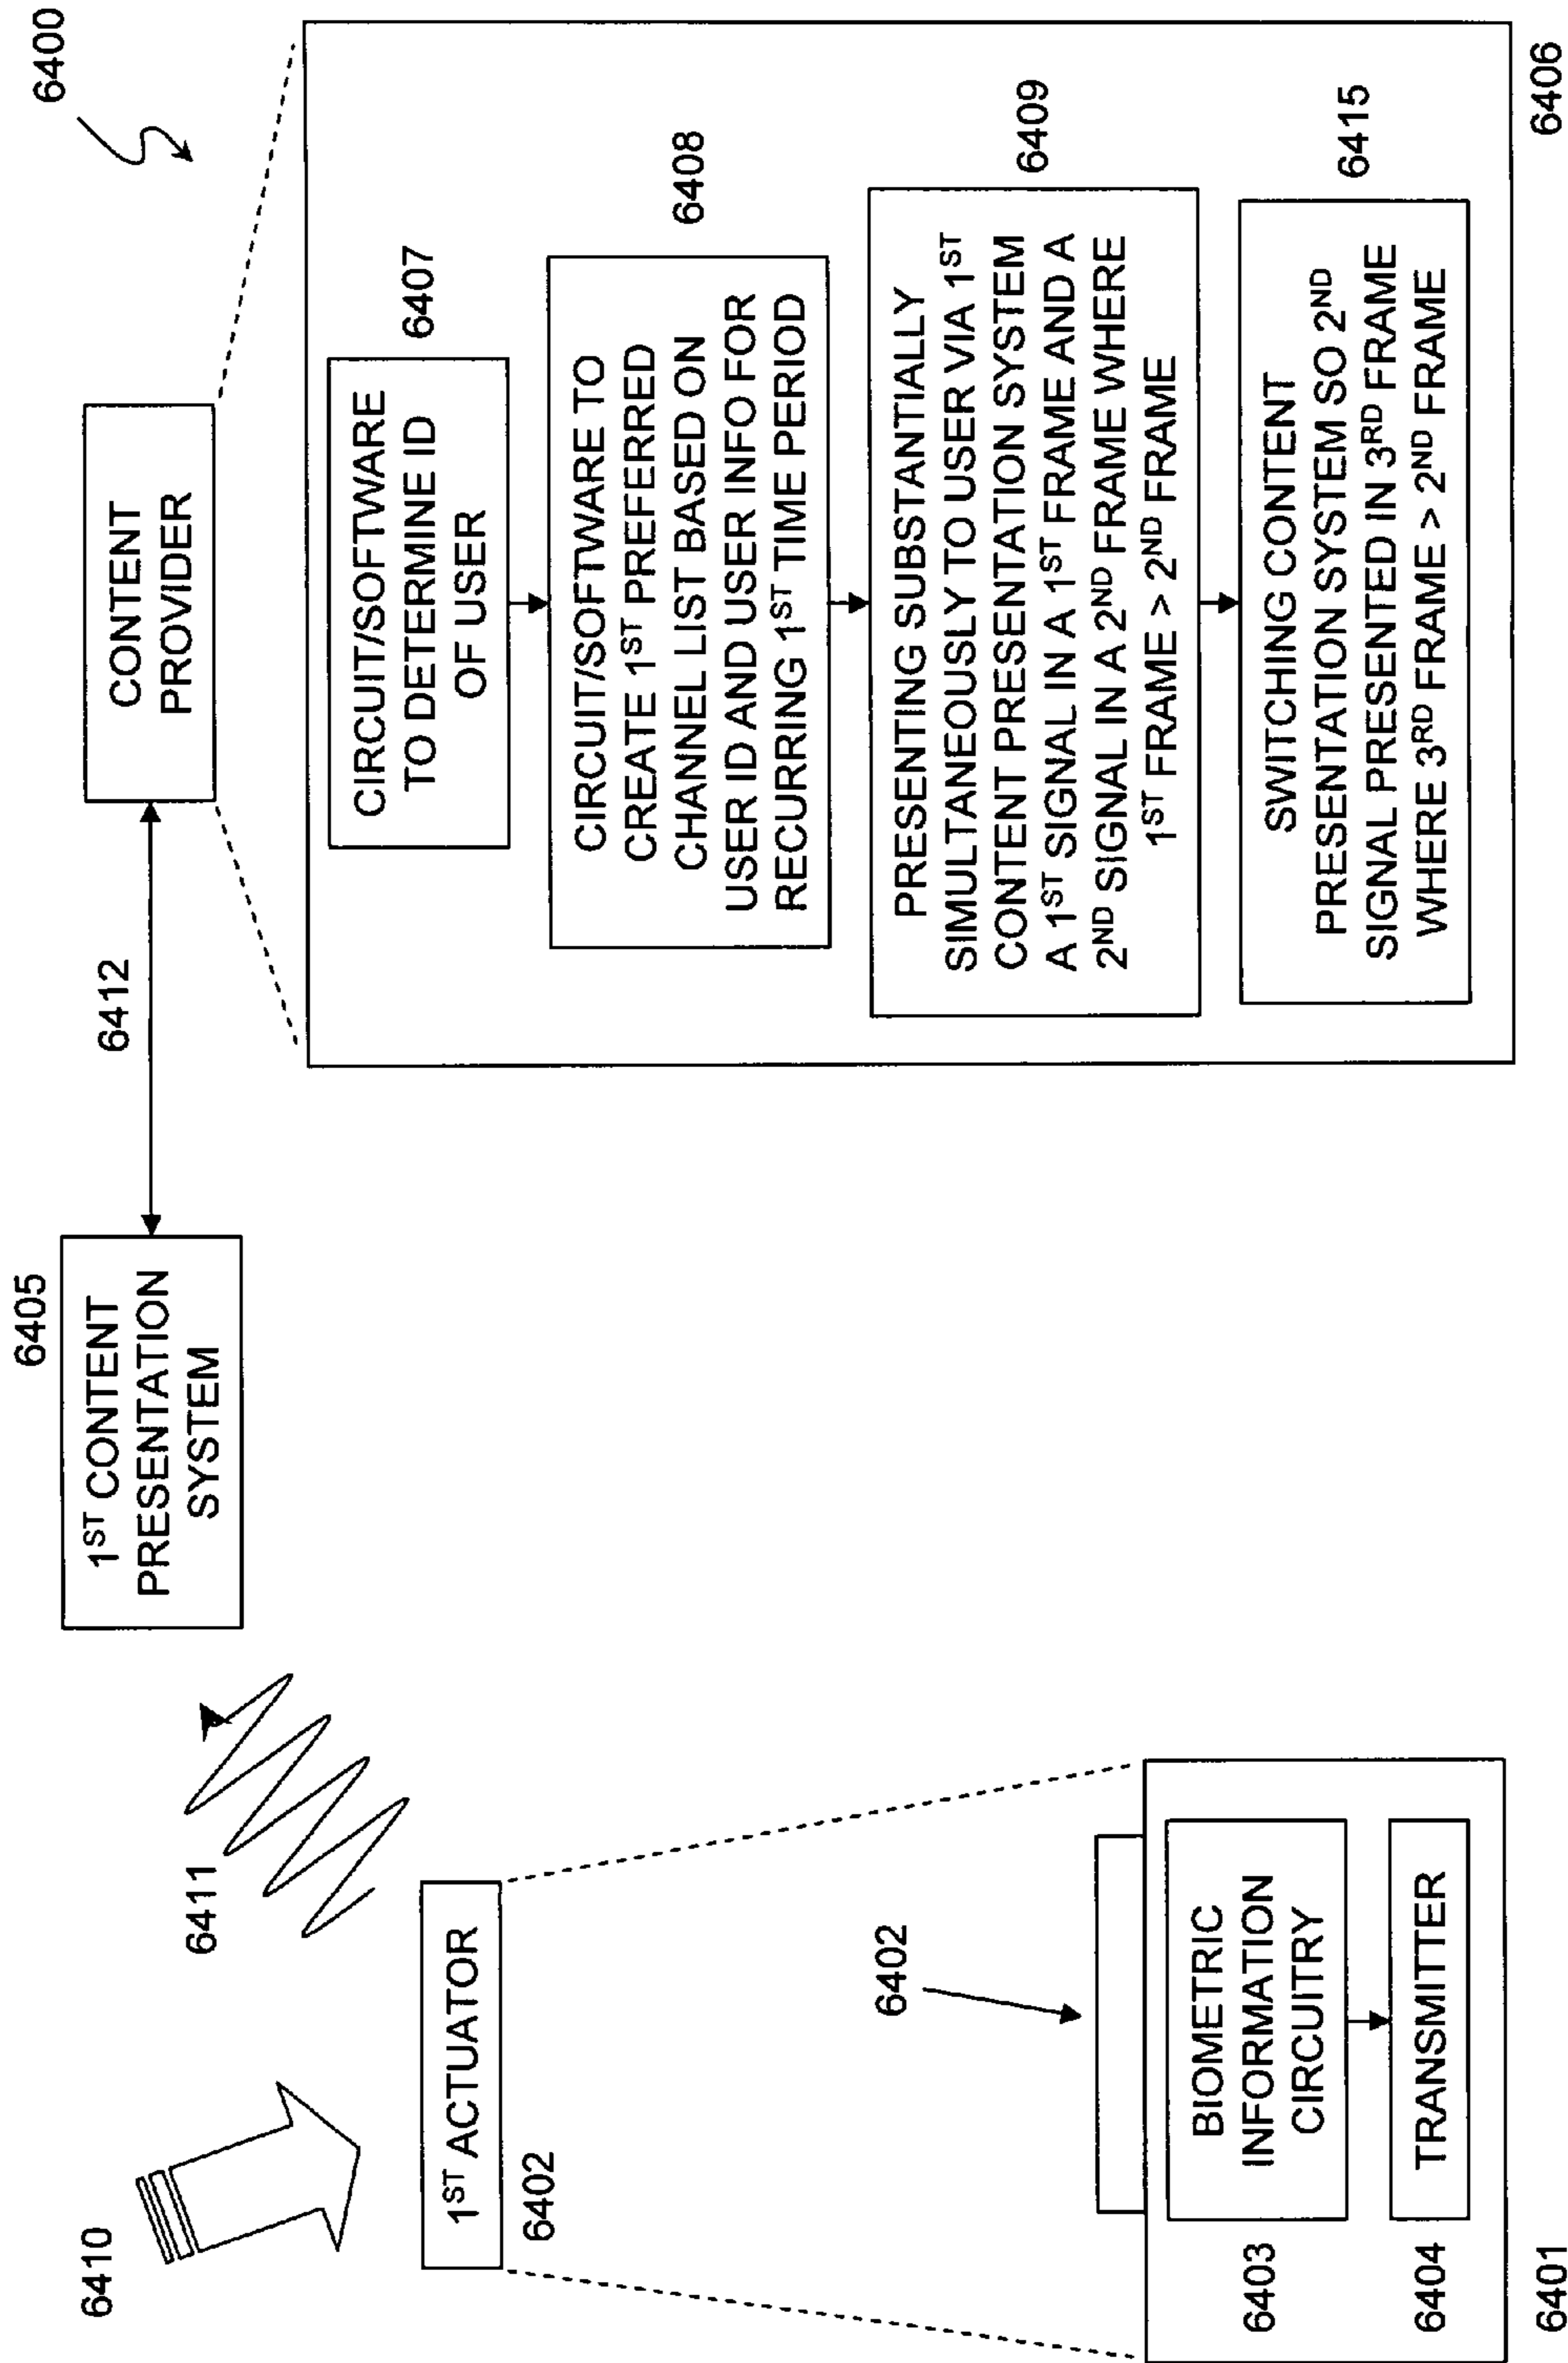 6400
6410
6411
1ST ACTUATOR
6402
6405
1ST CONTENT
PRESENTATION
SYSTEM
6412
CONTENT
PROVIDER
6402
BIOMETRIC
INFORMATION
CIRCUITRY
6403
TRANSMITTER
6404
6401
CIRCUIT/SOFTWARE
TO DETERMINE ID
OF USER
6407
CIRCUIT/SOFTWARE TO
CREATE 1ST PREFERRED
CHANNEL LIST BASED ON
USER ID AND USER INFO FOR
RECURRING 1ST TIME PERIOD
6408
PRESENTING SUBSTANTIALLY
SIMULTANEOUSLY TO USER VIA 1ST
CONTENT PRESENTATION SYSTEM
A 1ST SIGNAL IN A 1ST FRAME AND A
2ND SIGNAL IN A 2ND FRAME WHERE
1ST FRAME > 2ND FRAME
6409
SWITCHING CONTENT
PRESENTATION SYSTEM SO 2ND
SIGNAL PRESENTED IN 3RD FRAME
WHERE 3RD FRAME > 2ND FRAME
6415
6406